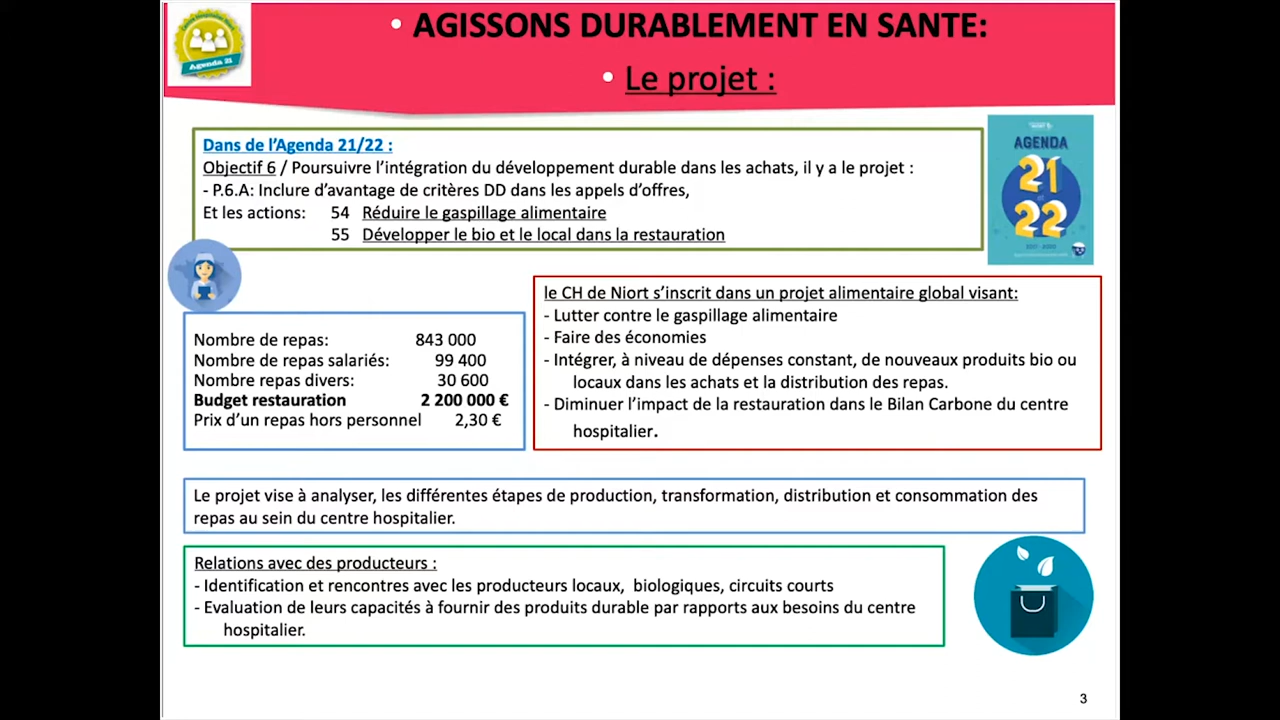 Agenda 21
• AGISSONS DURABLEMENT EN SANTE:
• Le projet :
Dans de l’Agenda 21/22 :
Objectif 6 / Poursuivre l’intégration du développement durable dans les achats, il y a le projet :
- P.6.A: Inclure d’avantage de critères DD dans les appels d’offres,
Et les actions: 54 Réduire le gaspillage alimentaire
55 Développer le bio et le local dans la restauration
AGENDA
21
22
le CH de Niort s’inscrit dans un projet alimentaire global visant:
- Lutter contre le gaspillage alimentaire
- Faire des économies
- Intégrer, à niveau de dépenses constant, de nouveaux produits bio ou
locaux dans les achats et la distribution des repas.
- Diminuer l’impact de la restauration dans le Bilan Carbone du centre
hospitalier.
Nombre de repas: 843 000
Nombre de repas salariés: 99 400
Nombre repas divers: 30 600
Budget restauration 2 200 000 €
Prix d’un repas hors personnel 2,30 €
Le projet vise à analyser, les différentes étapes de production, transformation, distribution et consommation des
repas au sein du centre hospitalier.
Relations avec des producteurs :
- Identification et rencontres avec les producteurs locaux, biologiques, circuits courts
- Evaluation de leurs capacités à fournir des produits durable par rapports aux besoins du centre
hospitalier.
3